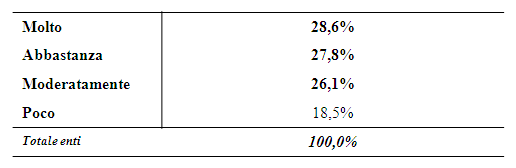 Molto 28,6%
Abbastanza 27,8%
Moderatamente 26,1%
Poco 18,5%
Totale enti 100,0%